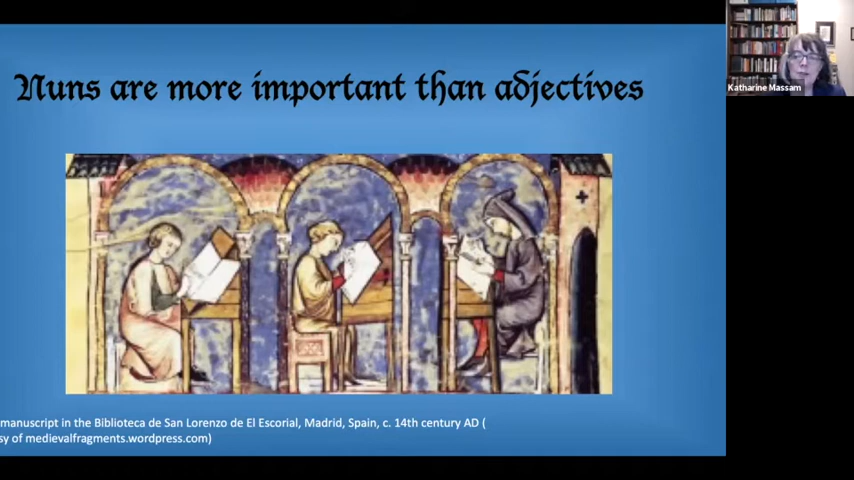 Nuns are more important than adjectives
Katharine Massam
manuscript in the Biblioteca de San Lorenzo de El Escorial, Madrid, Spain, c. 14th century AD (
sy of medievalfragments.wordpress.com)